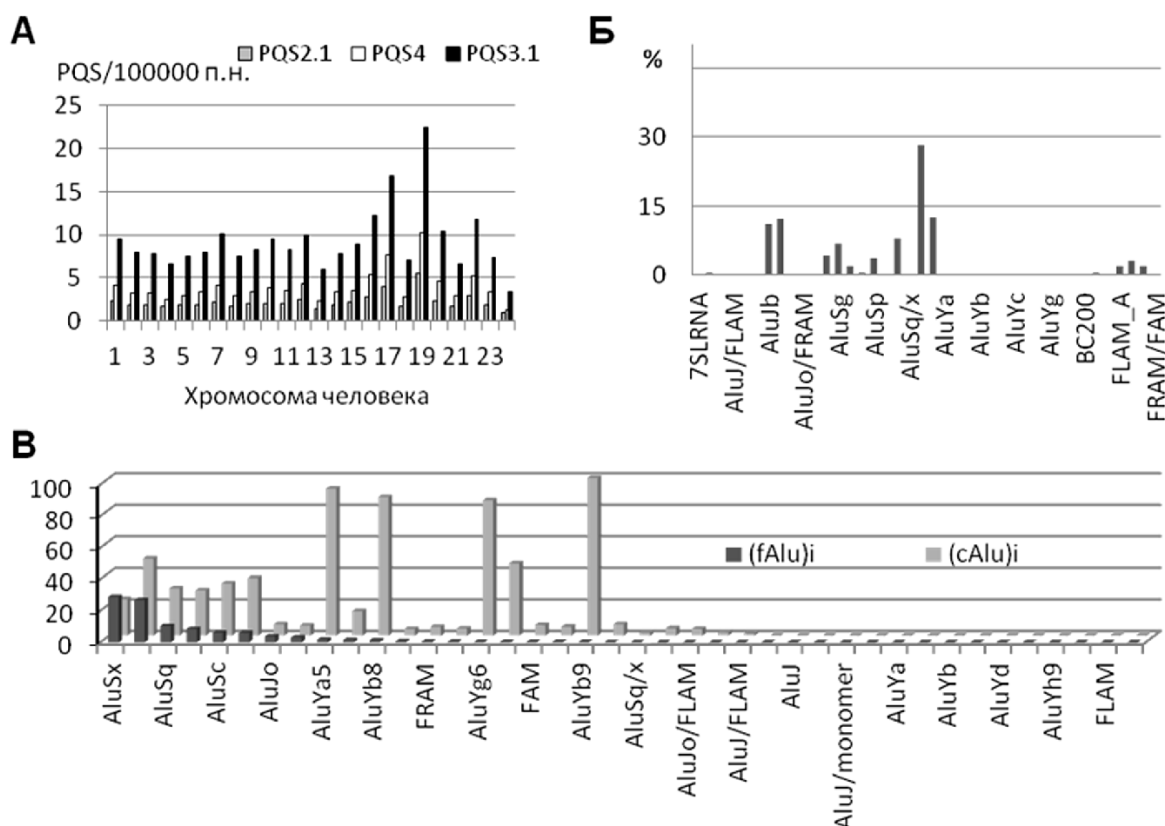 А
PQS2.1 PQS4 PQS3.1
PQS/100000 п.н.
25
20
15
10
5
0
1 3 5 7 9 11 13 15 17 19 21 23
Хромосома человека
Б
%
30
15
0
7SLRNA
AluJ/FLAM
AluJb
AluJo/FRAM
AluSg
AluSp
AluSq/x
AluYa
AluYb
AluYc
AluYg
BC200
FLAM_A
FRAM/FAM
В
100
80
60
40
20
0
(fAlu)i (cAlu)i
AluSx
AluSq
AluSc
AluJo
AluYa5
AluYb8
FRAM
AluYg6
FAM
AluYb9
AluSq/x
AluJo/FLAM
AluJ/FLAM
AluJ
AluJ/monomer
AluYa
AluYb
AluYd
AluYh9
FLAM